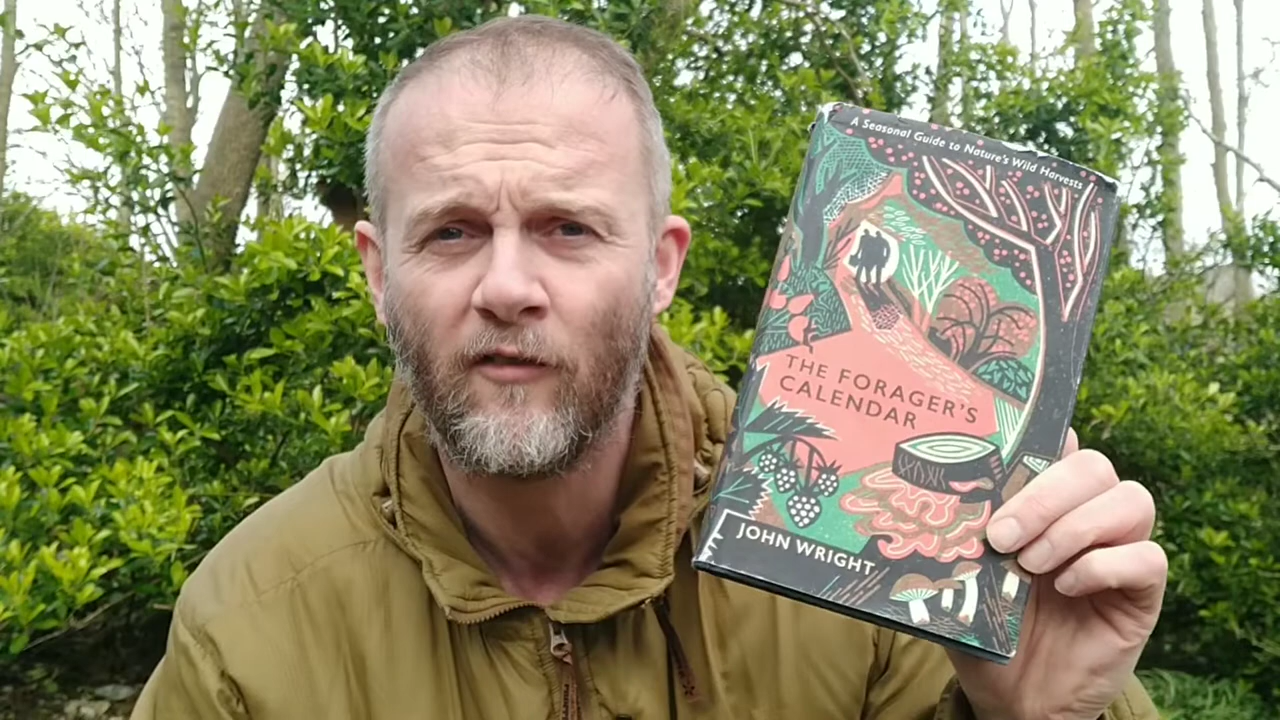 A Seasonal Guide to Nature's Wild Harvests
THE FORAGER'S
CALENDAR
JOHN WRIGHT